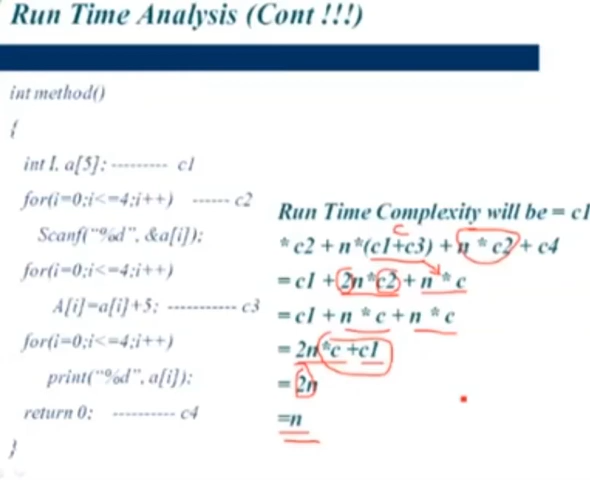 Run Time Analysis (Cont !!!)
int method()
{
int I, a[5]; --------- c1
for(i=0;i<=4;i++) ------ c2
Scanf("%d", &a[i]);
for(i=0;i<=4;i++)
A[i]=a[i]+5; ----------- c3
for(i=0;i<=4;i++)
print("%d", a[i]);
return 0; ---------- c4
}
Run Time Complexity will be = c1
c
* c2 + n*(c1+c3) + n * c2 + c4
= c1 + 2n*c2 + n * c
= c1 + n * c + n * c
= 2n*c +c1
= 2n
=n